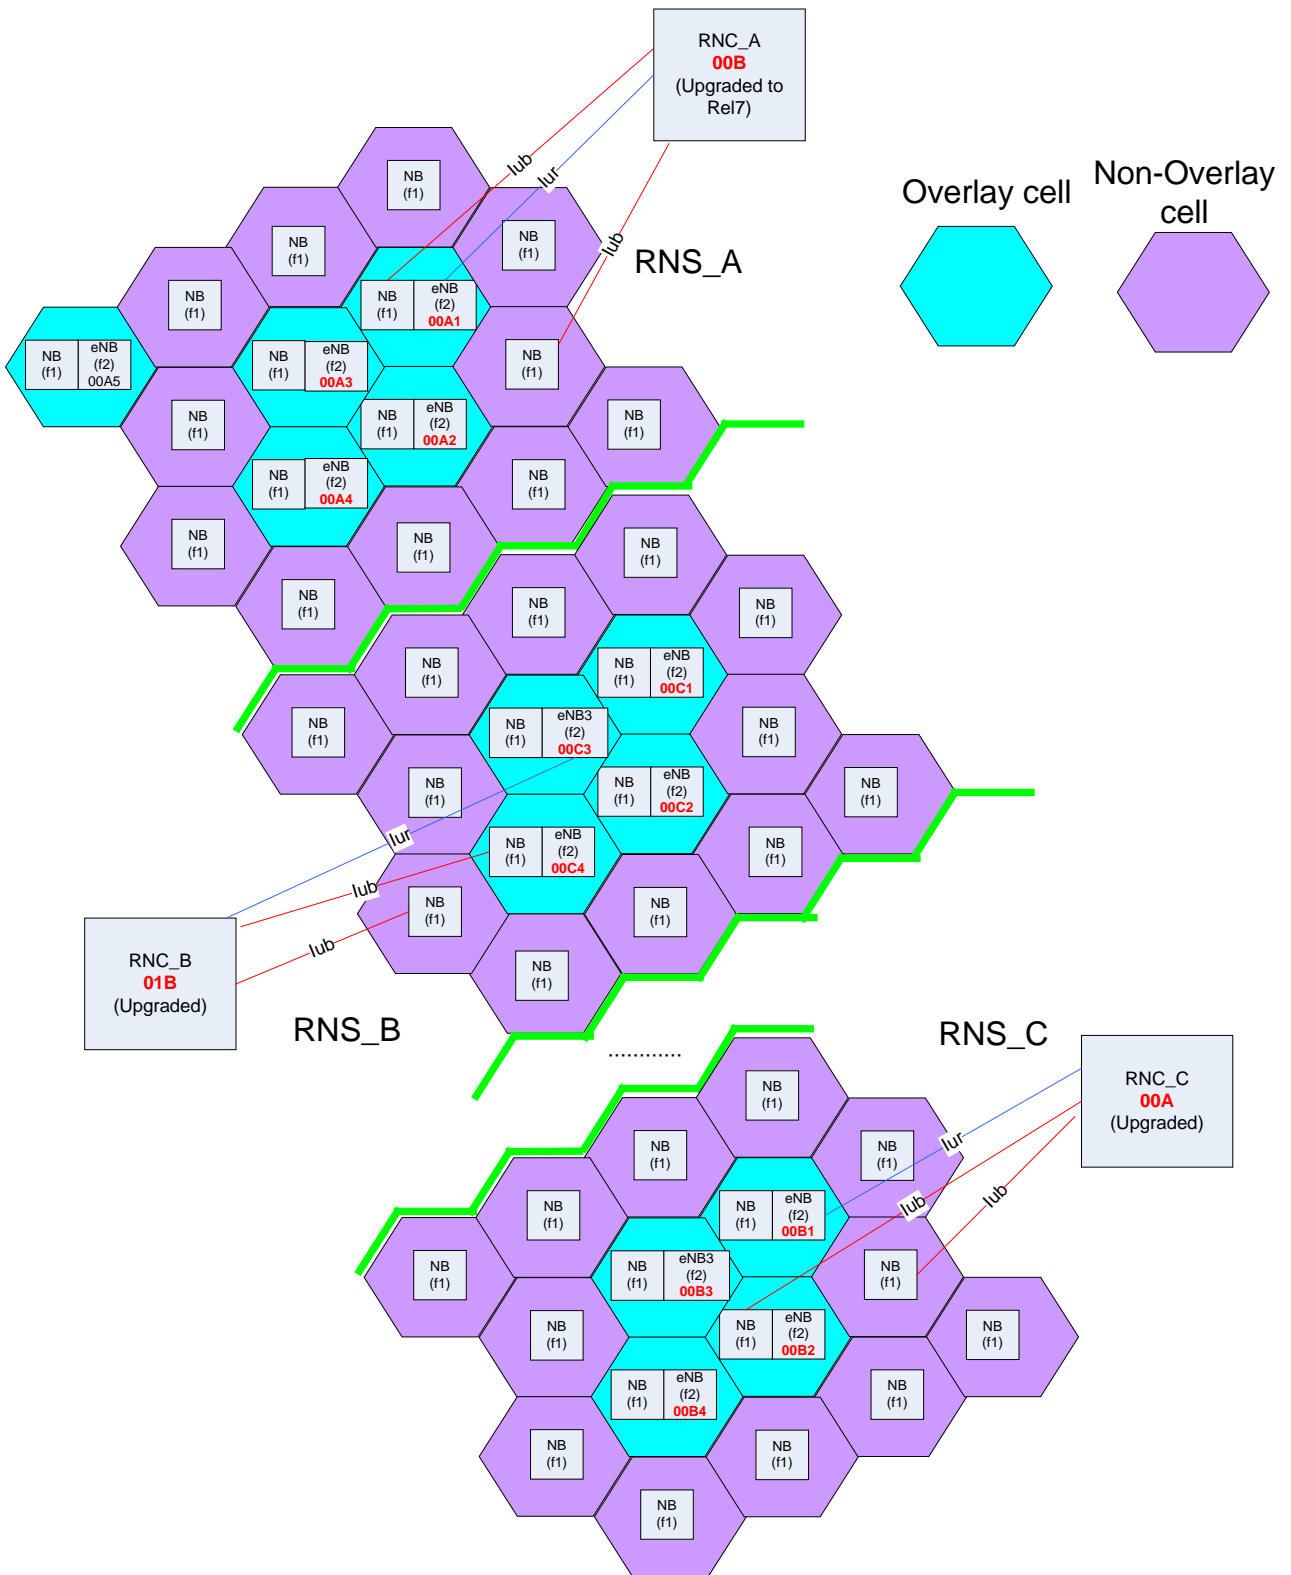 RNC_A
00B
(Upgraded to
Rel7)
Iub
Iur
Iub
RNS_A
Overlay cell
Non-Overlay
cell
NB
(f1)
NB
(f1)
NB
(f1)
NB
(f1)
NB
(f1)
eNB
(f2)
00A1
NB
(f1)
NB
(f1)
eNB
(f2)
00A5
NB
(f1)
eNB
(f2)
00A3
NB
(f1)
NB
(f1)
NB
(f1)
eNB
(f2)
00A2
NB
(f1)
NB
(f1)
eNB
(f2)
00A4
NB
(f1)
NB
(f1)
NB
(f1)
NB
(f1)
NB
(f1)
NB
(f1)
NB
(f1)
NB
(f1)
NB
(f1)
NB
(f1)
eNB
(f2)
00C1
NB
(f1)
NB
(f1)
eNB3
(f2)
00C3
NB
(f1)
NB
(f1)
NB
(f1)
eNB
(f2)
00C2
NB
(f1)
NB
(f1)
eNB
(f2)
00C4
NB
(f1)
NB
(f1)
NB
(f1)
NB
(f1)
Iur
Iub
Iub
RNC_B
01B
(Upgraded)
RNS_B
............
RNS_C
RNC_C
00A
(Upgraded)
Iur
Iub
Iub
NB
(f1)
NB
(f1)
NB
(f1)
NB
(f1)
NB
(f1)
eNB
(f2)
00B1
NB
(f1)
NB
(f1)
eNB3
(f2)
00B3
NB
(f1)
NB
(f1)
NB
(f1)
eNB
(f2)
00B2
NB
(f1)
NB
(f1)
eNB
(f2)
00B4
NB
(f1)
NB
(f1)
NB
(f1)
NB
(f1)